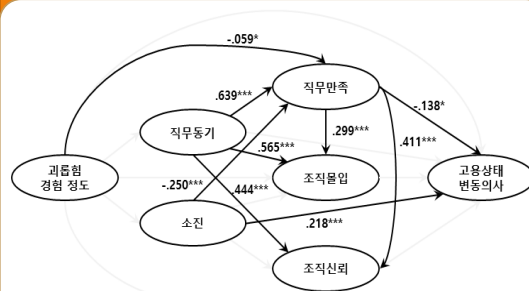 -.059*
직무만족
.639***
-.138*
직무동기
.299***
.565***
.411***
괴롭힘
경험 정도
-.250***
.444***
조직몰입
고용상태
변동의사
소진
.218***
조직신뢰